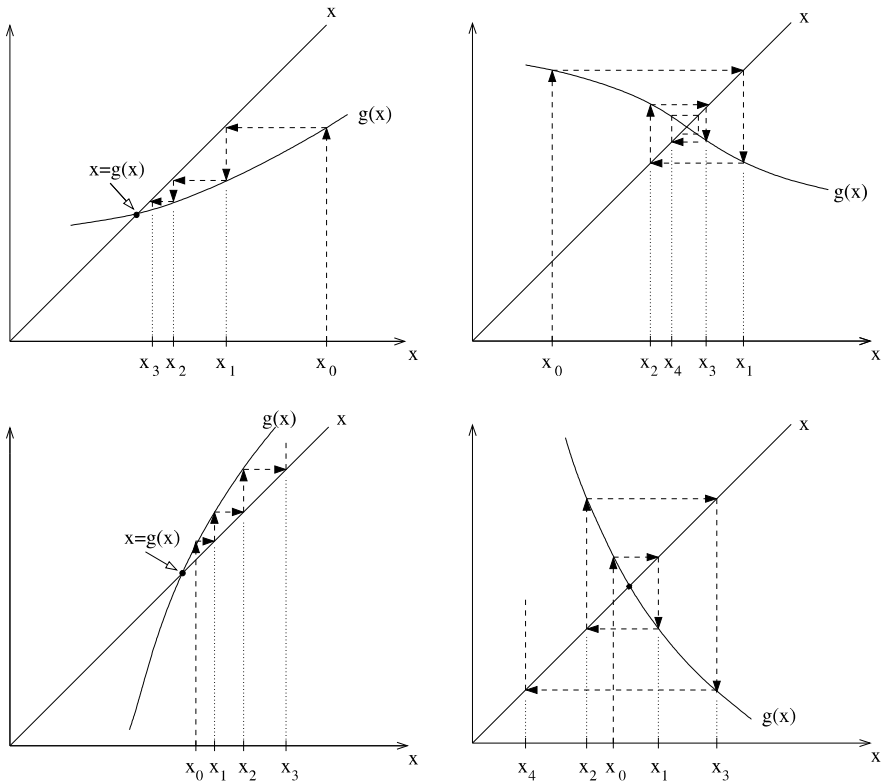 x
g(x)
x=g(x)
x
x₃ x₂ x₁ x₀
x
g(x)
x
x₀ x₂ x₄ x₃ x₁
g(x)
x
x=g(x)
x
x₀ x₁ x₂ x₃
x
g(x)
x
x₄ x₂ x₀ x₁ x₃